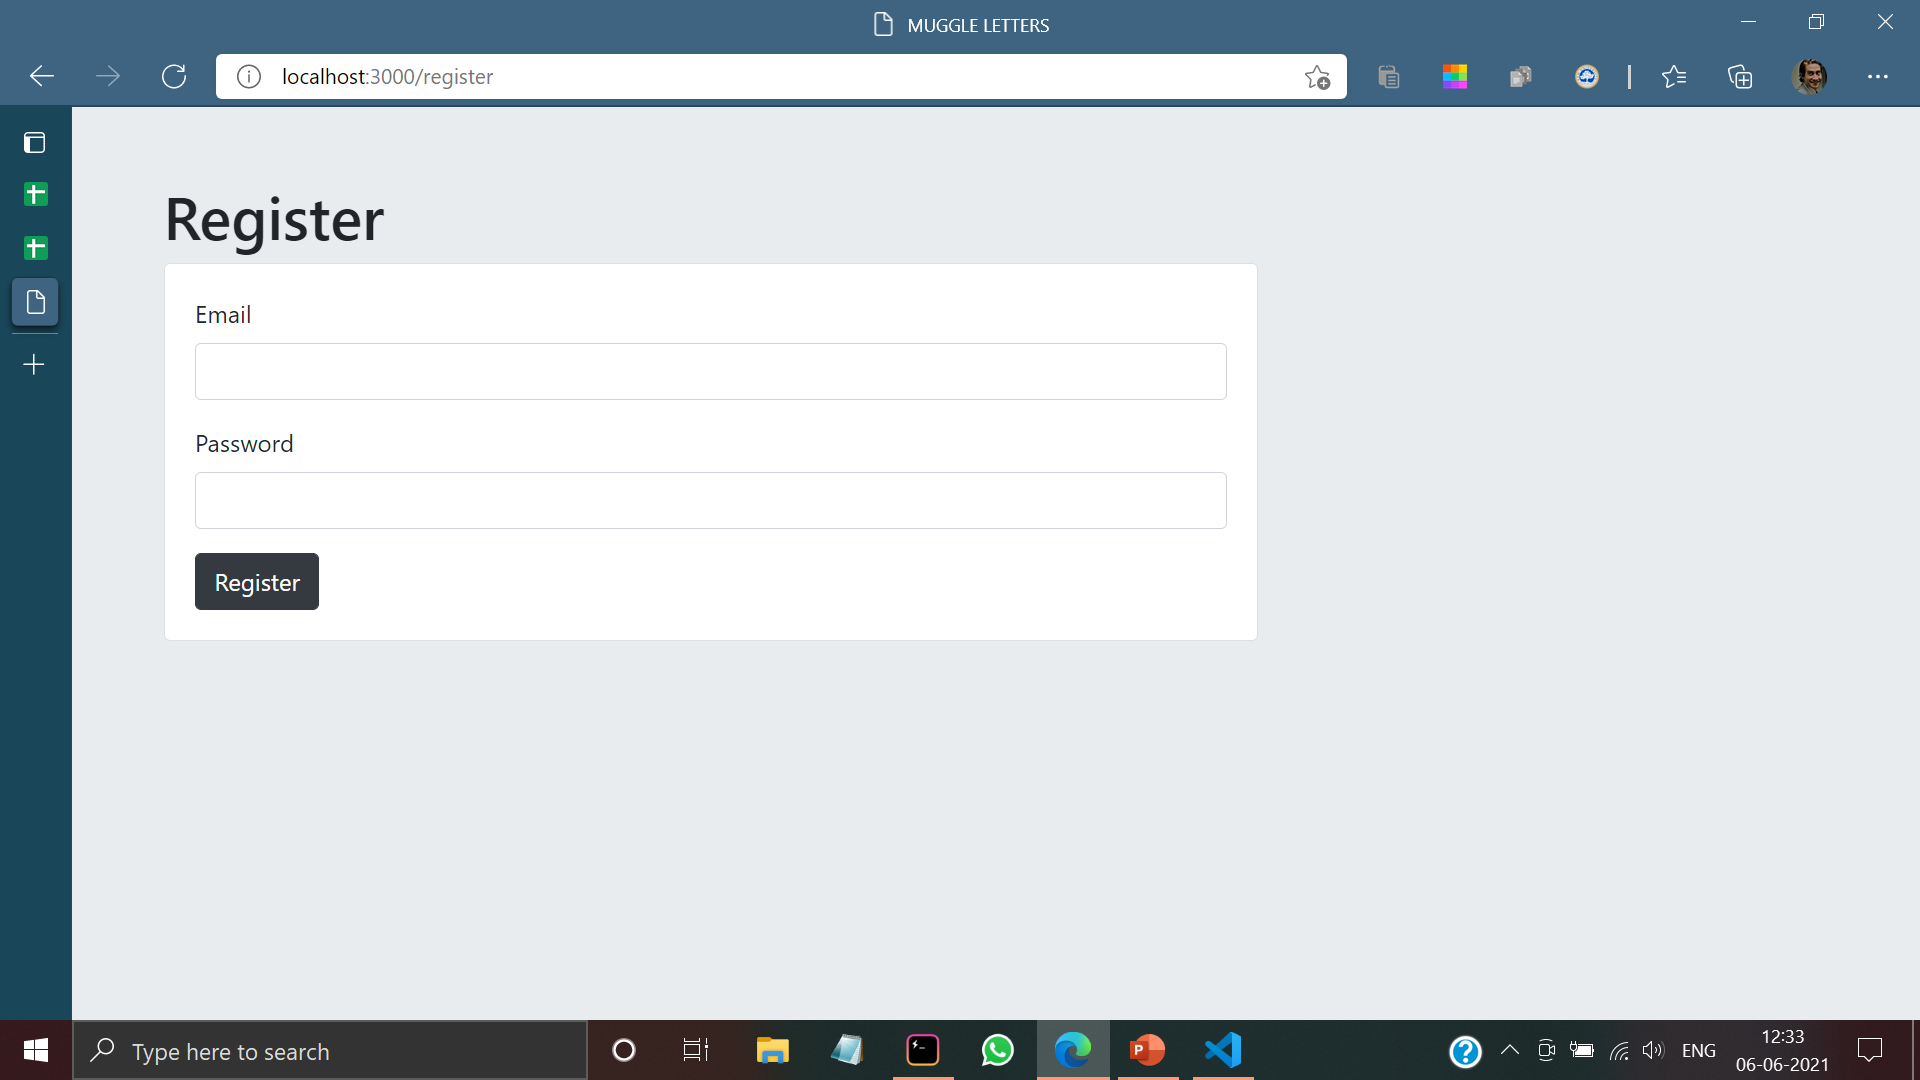 MUGGLE LETTERS
localhost:3000/register
Register
Email
Password
Register
Type here to search
P
ENG
12:33
06-06-2021